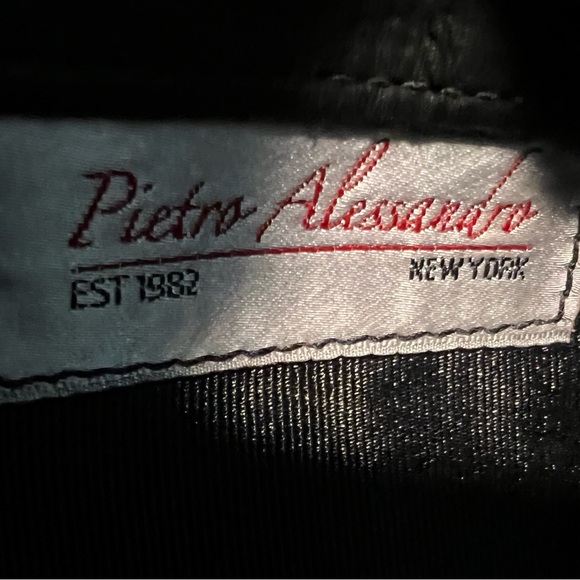 Pietro Alessandro
EST 1982 NEW YORK